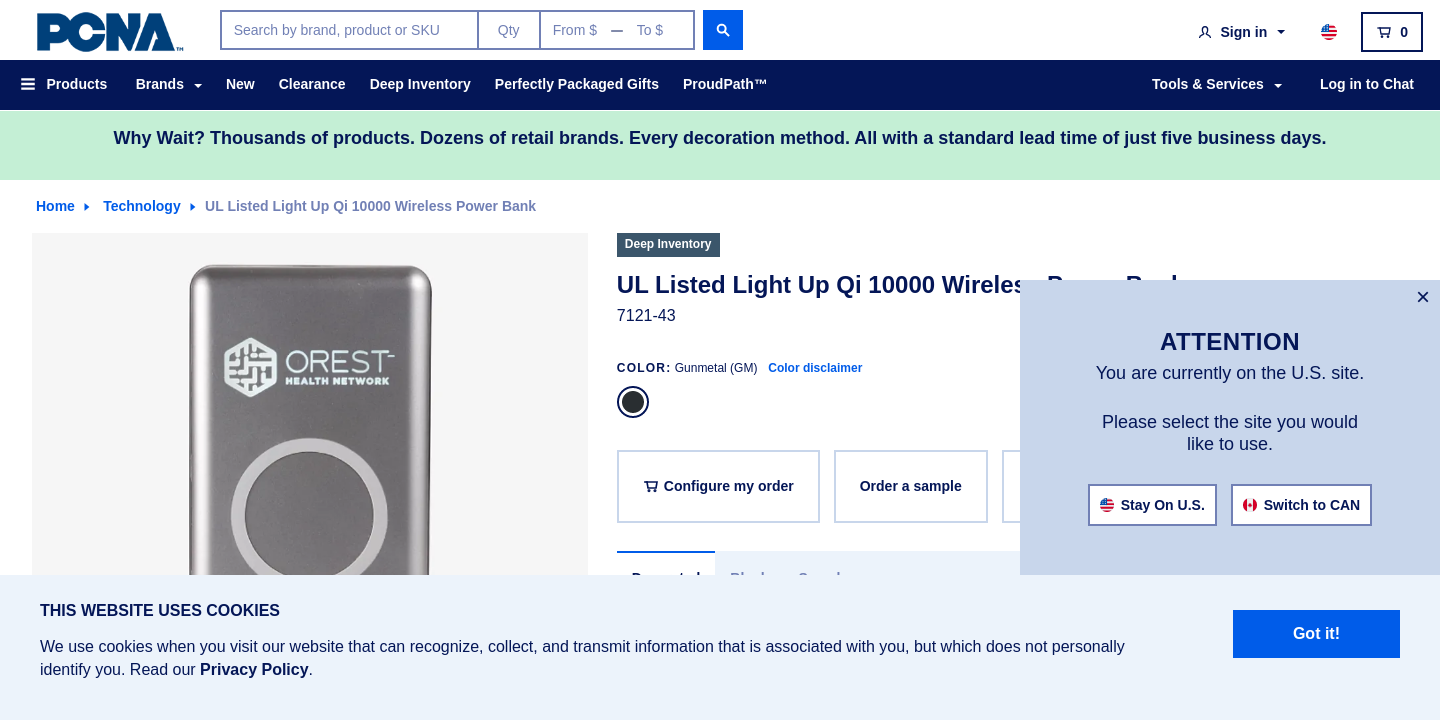 PCNA™
Search by brand, product or SKU
Qty
From $ — To $
Sign in
0
Products
Brands
New
Clearance
Deep Inventory
Perfectly Packaged Gifts
ProudPath™
Tools & Services
Log in to Chat
Why Wait? Thousands of products. Dozens of retail brands. Every decoration method. All with a standard lead time of just five business days.
Home
Technology
UL Listed Light Up Qi 10000 Wireless Power Bank
OREST
HEALTH NETWORK
Deep Inventory
UL Listed Light Up Qi 10000 Wireless Power Bank
7121-43
COLOR: Gunmetal (GM) Color disclaimer
Configure my order
Order a sample
×
ATTENTION
You are currently on the U.S. site.
Please select the site you would
like to use.
Stay On U.S.
Switch to CAN
THIS WEBSITE USES COOKIES
We use cookies when you visit our website that can recognize, collect, and transmit information that is associated with you, but which does not personally
identify you. Read our Privacy Policy.
Got it!